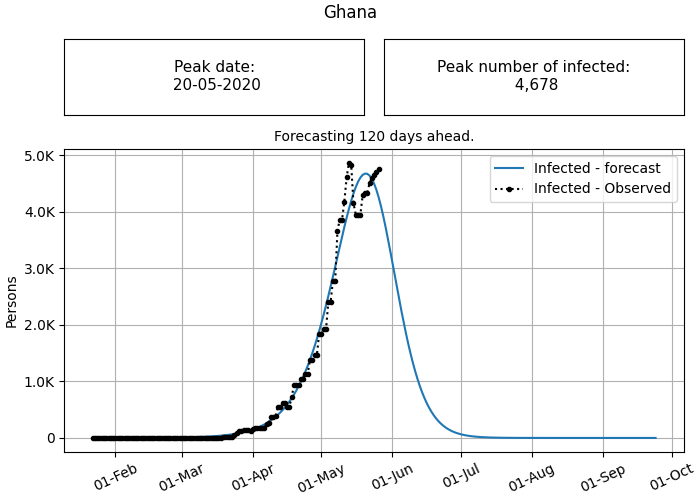 Ghana
Peak date:
20-05-2020
Peak number of infected:
4,678
Forecasting 120 days ahead.
Infected - forecast
Infected - Observed
Persons
5.0K
4.0K
3.0K
2.0K
1.0K
0
01-Feb
01-Mar
01-Apr
01-May
01-Jun
01-Jul
01-Aug
01-Sep
01-Oct